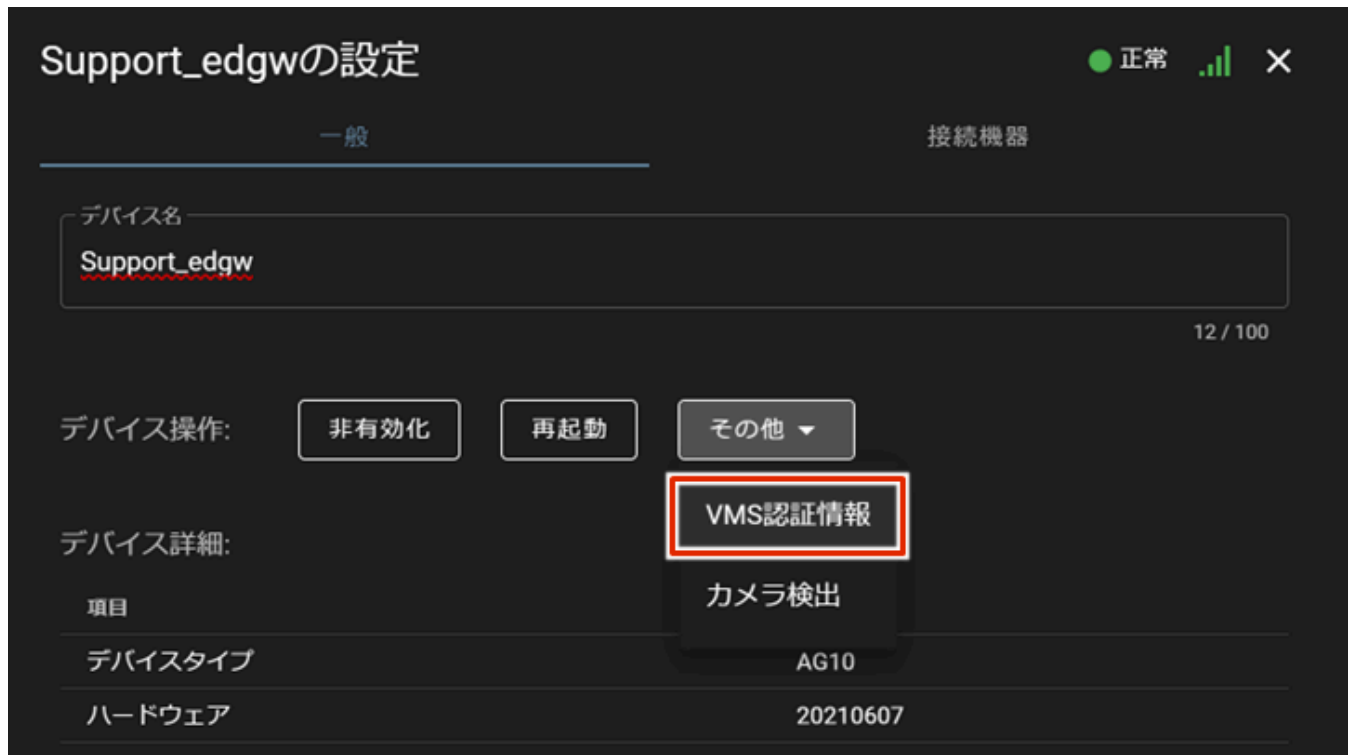 Support_edgwの設定
正常
一般
接続機器
デバイス名
Support_edgw
12 / 100
デバイス操作:
非有効化
再起動
その他
VMS認証情報
カメラ検出
デバイス詳細:
項目
デバイスタイプ AG10
ハードウェア 20210607